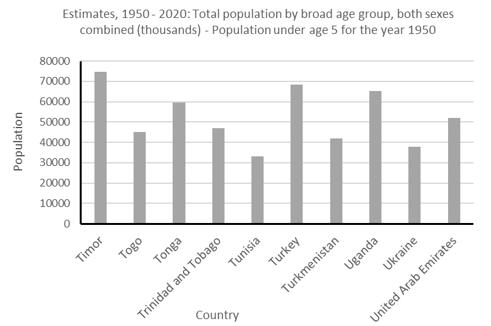 Estimates, 1950 - 2020: Total population by broad age group, both sexes
combined (thousands) - Population under age 5 for the year 1950
80000
70000
60000
50000
40000
30000
20000
10000
0
Population
Timor
Togo
Tonga
Trinidad and Tobago
Tunisia
Turkey
Turkmenistan
Uganda
Ukraine
United Arab Emirates
Country